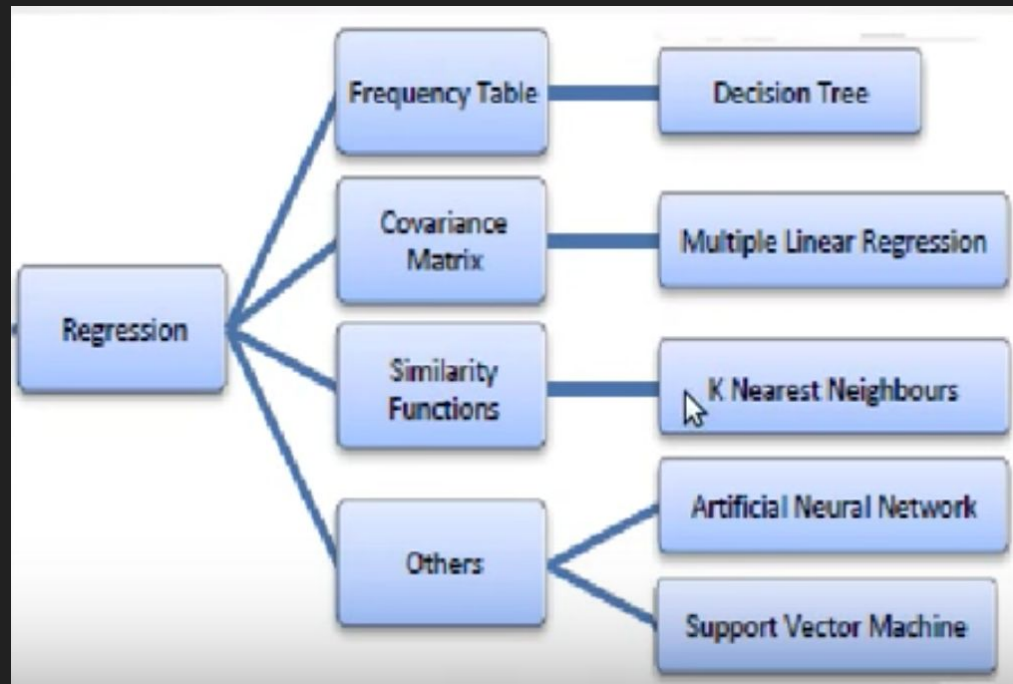 Regression
Frequency Table
Decision Tree
Covariance
Matrix
Multiple Linear Regression
Similarity
Functions
K Nearest Neighbours
Others
Artificial Neural Network
Support Vector Machine